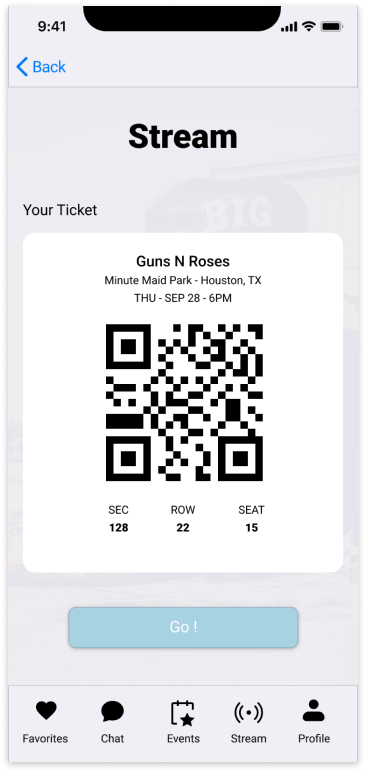 9:41
Back
Stream
BIG
Your Ticket
Guns N Roses
Minute Maid Park - Houston, TX
THU - SEP 28 - 6PM
SEC ROW SEAT
128 22 15
Go !
Favorites Chat Events Stream Profile